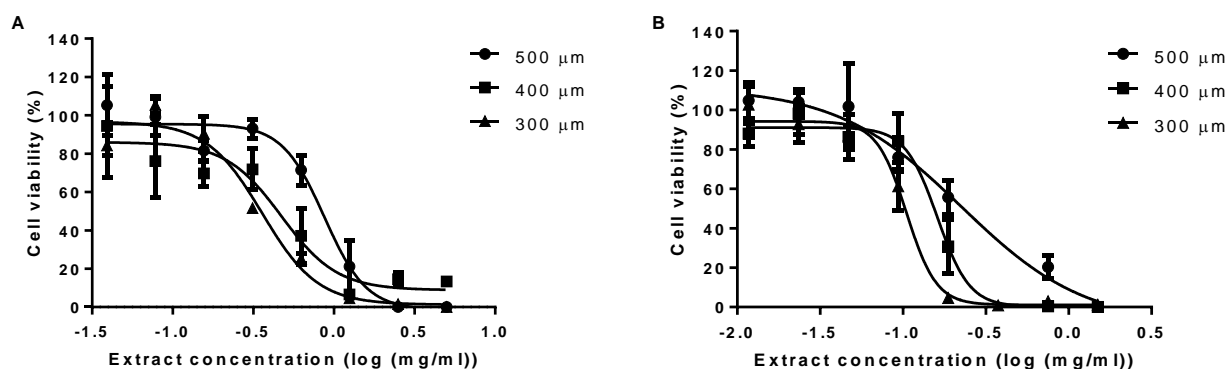 A
Cell viability (%)
140
120
100
80
60
40
20
0
-1.5
-1.0
-0.5
0.0
0.5
1.0
Extract concentration (log (mg/ml))
500 μm
400 μm
300 μm
B
Cell viability (%)
140
120
100
80
60
40
20
0
-2.0
-1.5
-1.0
-0.5
0.0
0.5
Extract concentration (log (mg/ml))
500 μm
400 μm
300 μm